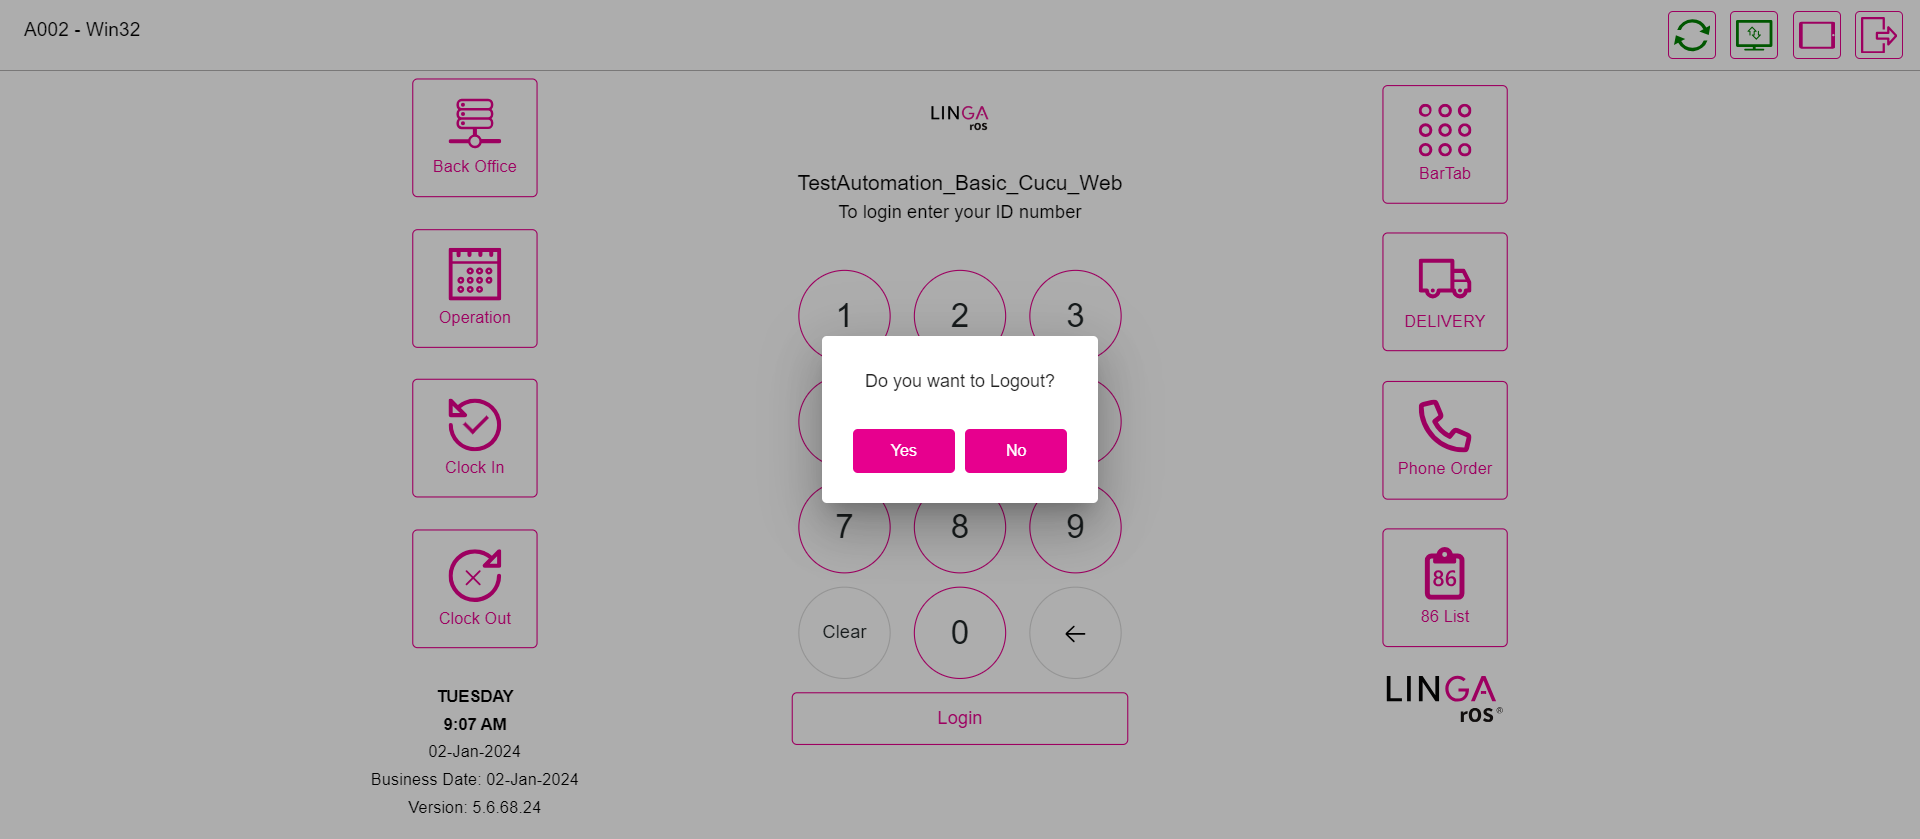 A002 - Win32
Back Office
Operation
Clock In
Clock Out
TUESDAY
9:07 AM
02-Jan-2024
Business Date: 02-Jan-2024
Version: 5.6.68.24
LINGA
rOS
TestAutomation_Basic_Cucu_Web
To login enter your ID number
1 2 3
Do you want to Logout?
Yes No
7 8 9
Clear 0
Login
BarTab
DELIVERY
Phone Order
86
86 List
LINGA
rOS®